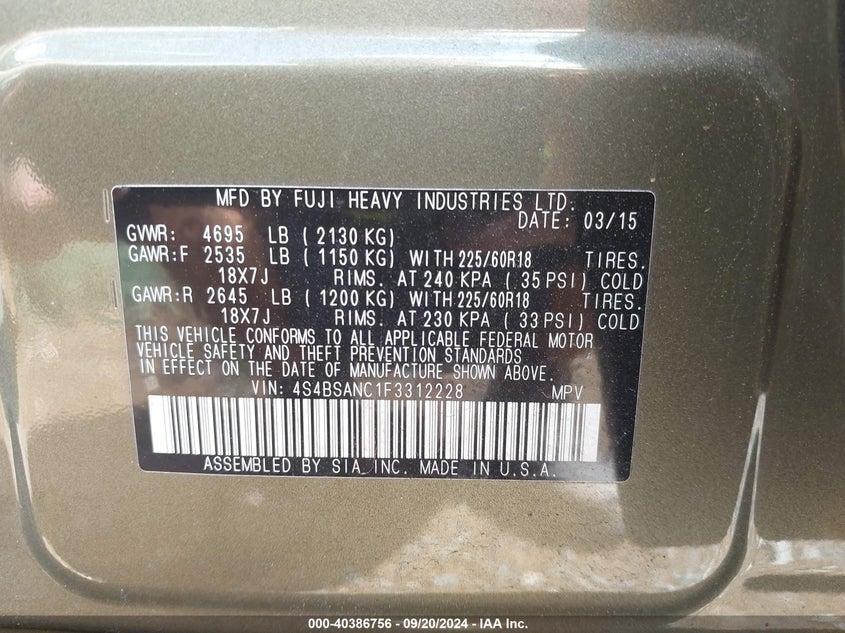 MFD BY FUJI HEAVY INDUSTRIES LTD.
DATE: 03/15
GVWR: 4695 LB ( 2130 KG)
GAWR:F 2535 LB ( 1150 KG) WITH 225/60R18 TIRES.
18X7J RIMS. AT 240 KPA ( 35 PSI) COLD
GAWR:R 2645 LB ( 1200 KG) WITH 225/60R18 TIRES.
18X7J RIMS. AT 230 KPA ( 33 PSI) COLD
THIS VEHICLE CONFORMS TO ALL APPLICABLE FEDERAL MOTOR
VEHICLE SAFETY AND THEFT PREVENTION STANDARDS
IN EFFECT ON THE DATE OF MANUFACTURE SHOWN ABOVE.
VIN: 4S4BSANC1F3312228 MPV
ASSEMBLED BY SIA, INC. MADE IN U.S.A.
000-40386756 - 09/20/2024 - IAA Inc.